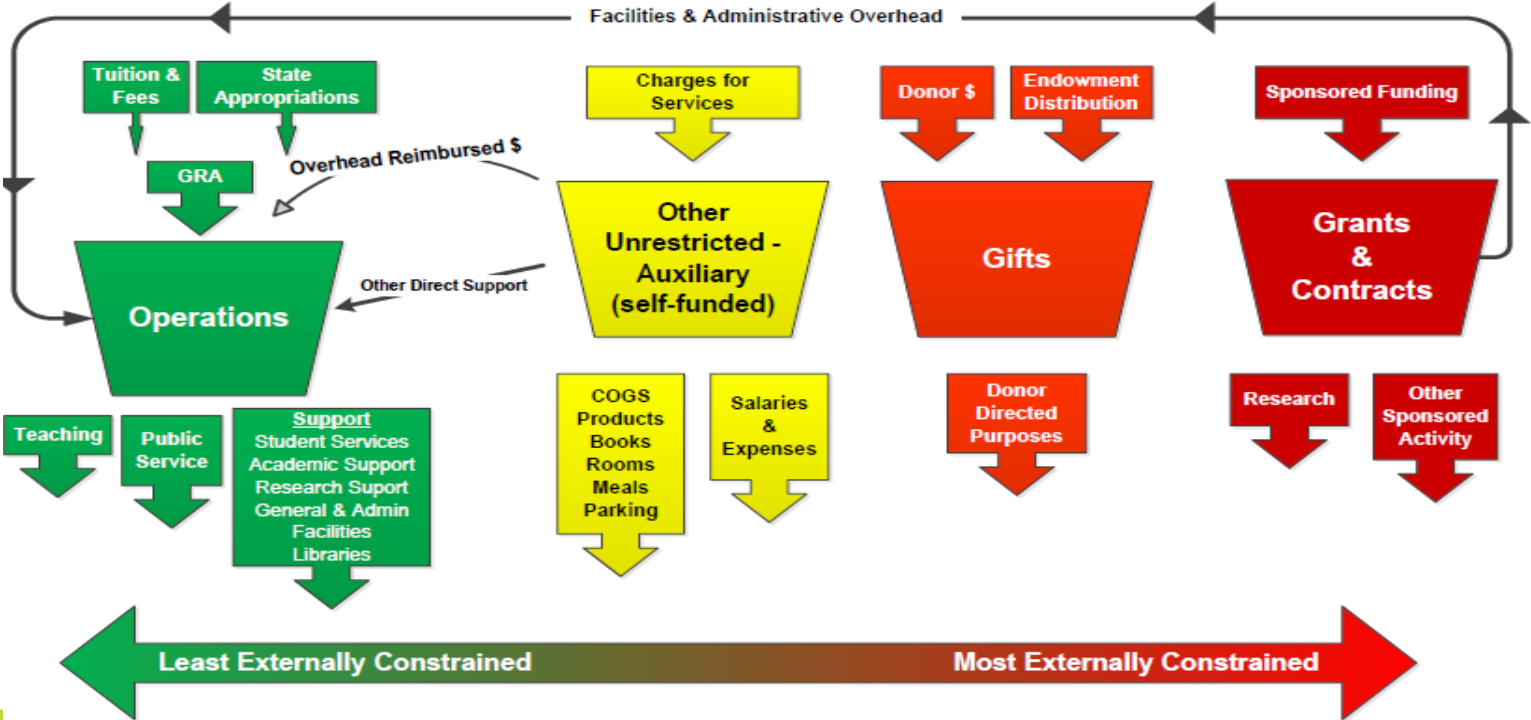 Facilities & Administrative Overhead
Tuition &
Fees
State
Appropriations
GRA
Overhead Reimbursed $
Charges for
Services
Donor $
Endowment
Distribution
Sponsored Funding
Operations
Other Direct Support
Other
Unrestricted -
Auxiliary
(self-funded)
Gifts
Grants
&
Contracts
Teaching
Public
Service
Support
Student Services
Academic Support
Research Suport
General & Admin
Facilities
Libraries
COGS
Products
Books
Rooms
Meals
Parking
Salaries
&
Expenses
Donor
Directed
Purposes
Research
Other
Sponsored
Activity
Least Externally Constrained
Most Externally Constrained